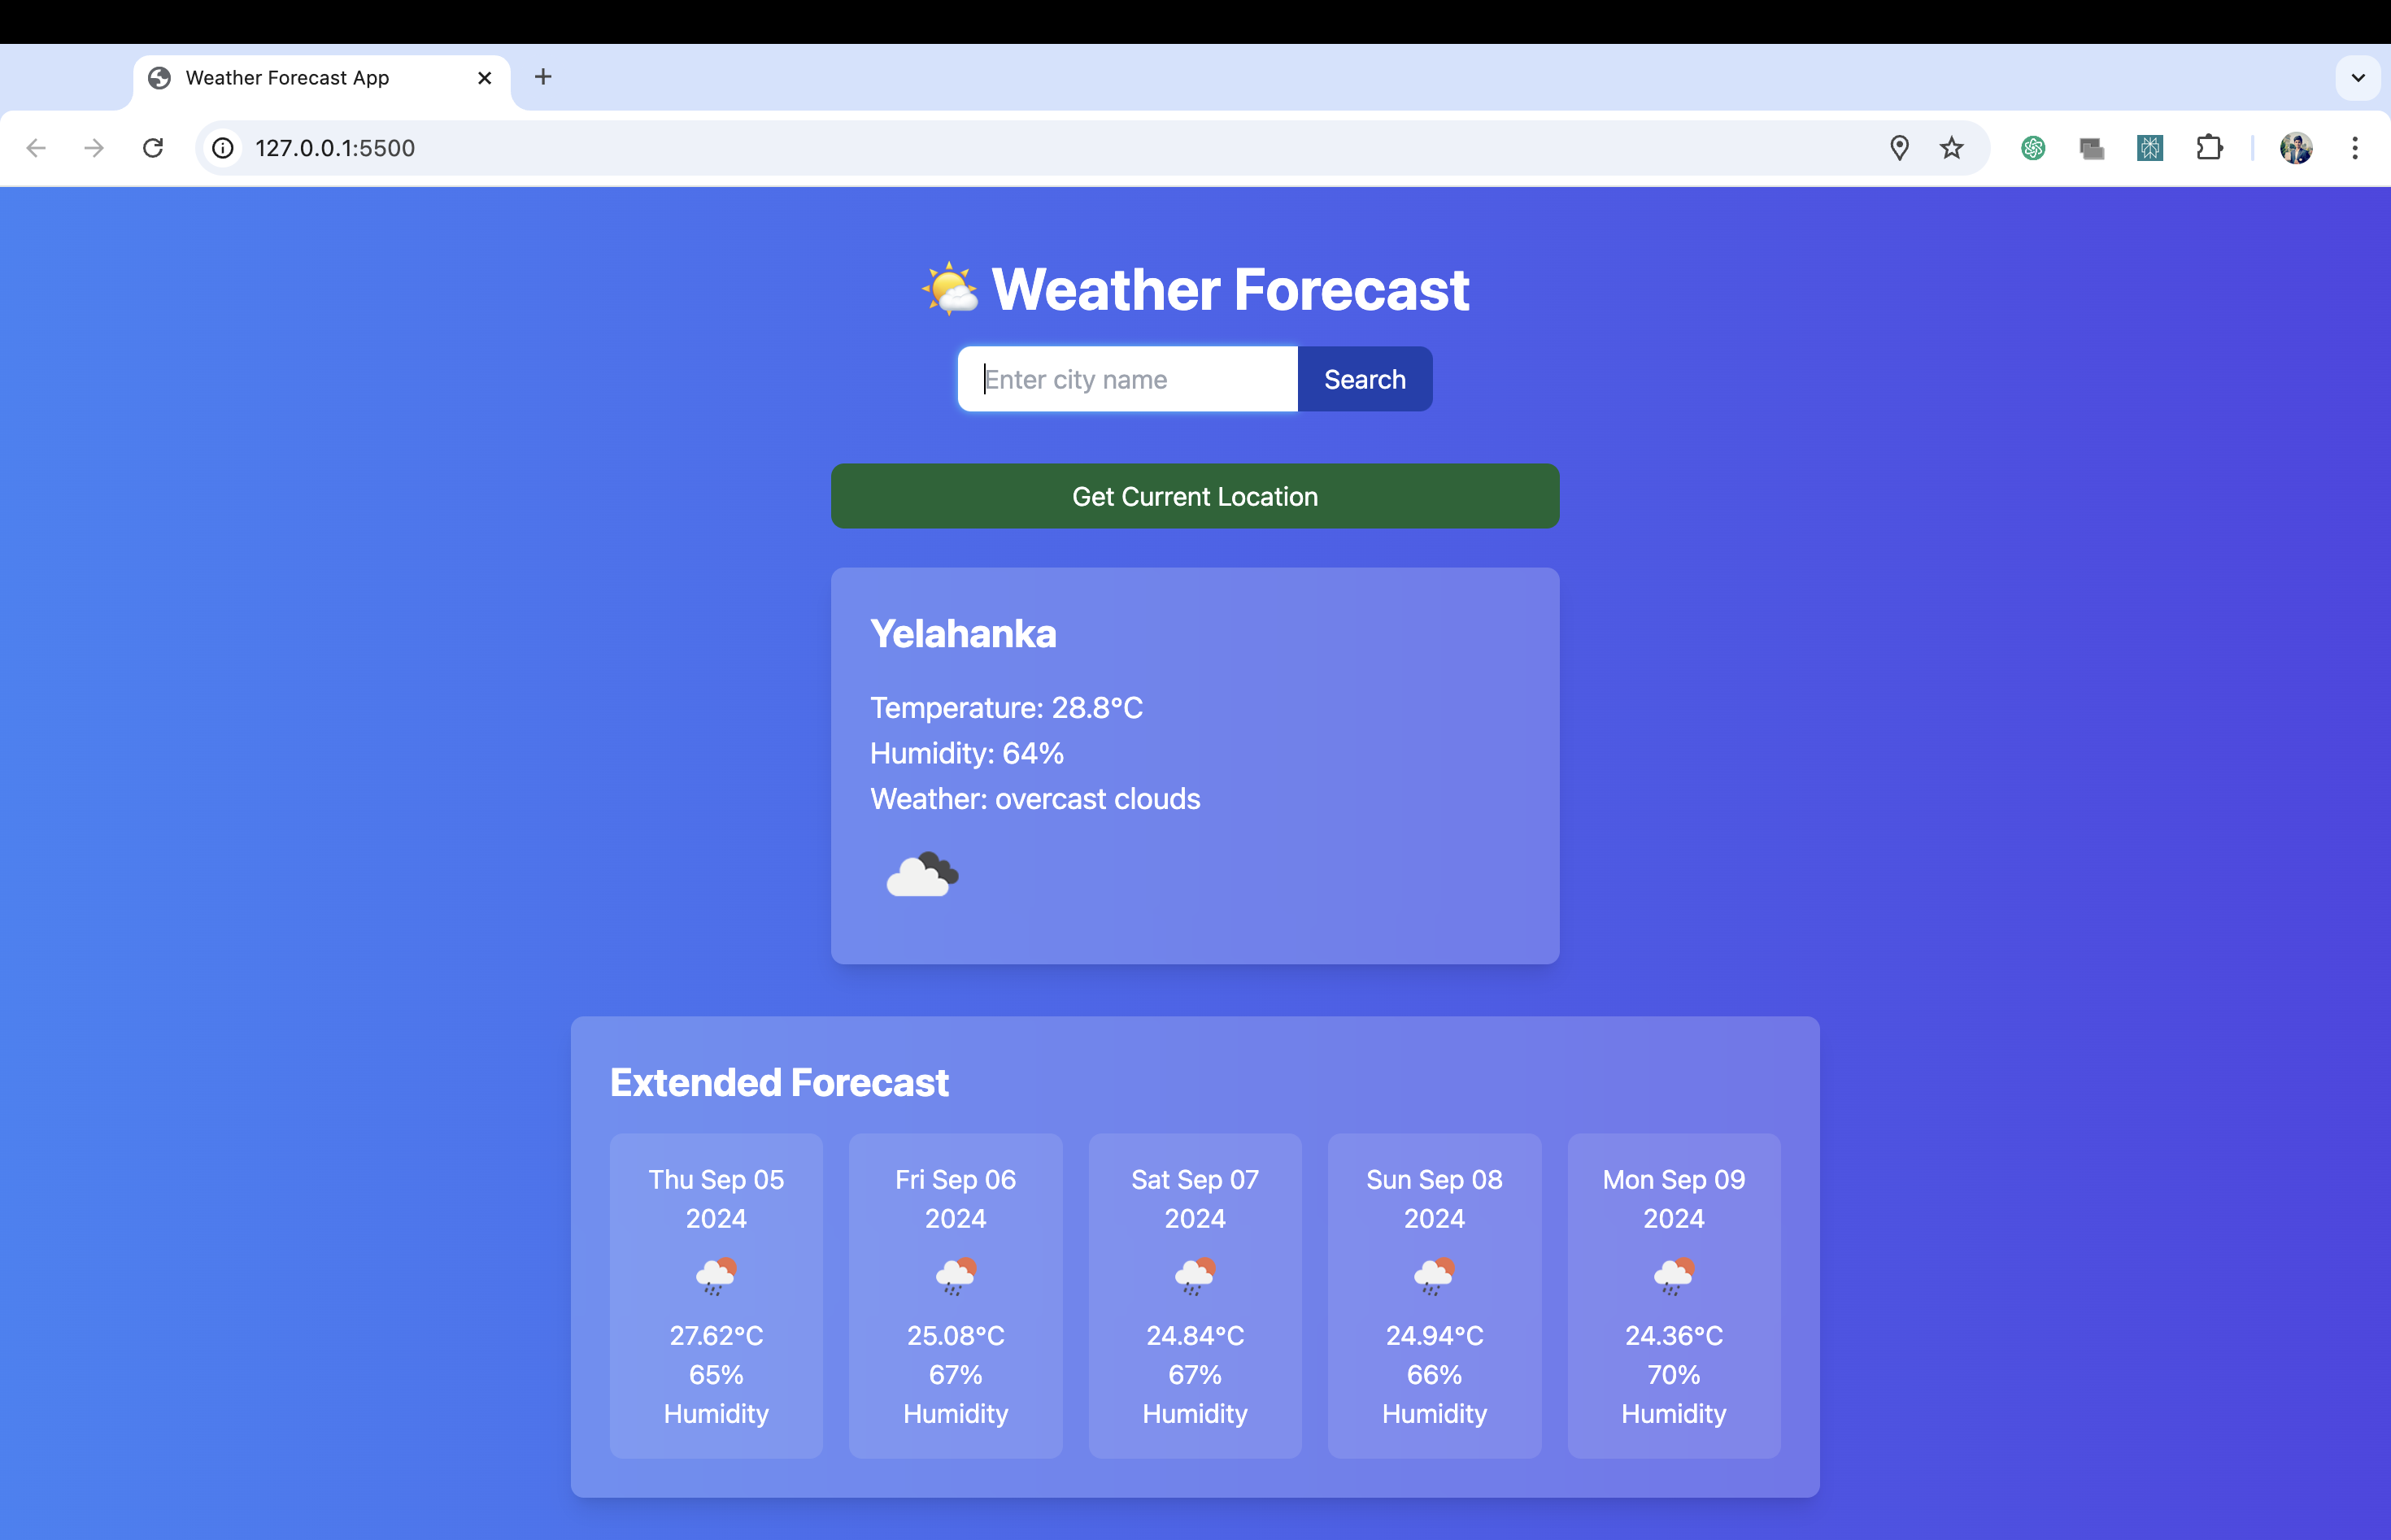 Weather Forecast App
127.0.0.1:5500
Weather Forecast
Enter city name
Search
Get Current Location
Yelahanka
Temperature: 28.8°C
Humidity: 64%
Weather: overcast clouds
Extended Forecast
Thu Sep 05
2024
27.62°C
65%
Humidity
Fri Sep 06
2024
25.08°C
67%
Humidity
Sat Sep 07
2024
24.84°C
67%
Humidity
Sun Sep 08
2024
24.94°C
66%
Humidity
Mon Sep 09
2024
24.36°C
70%
Humidity